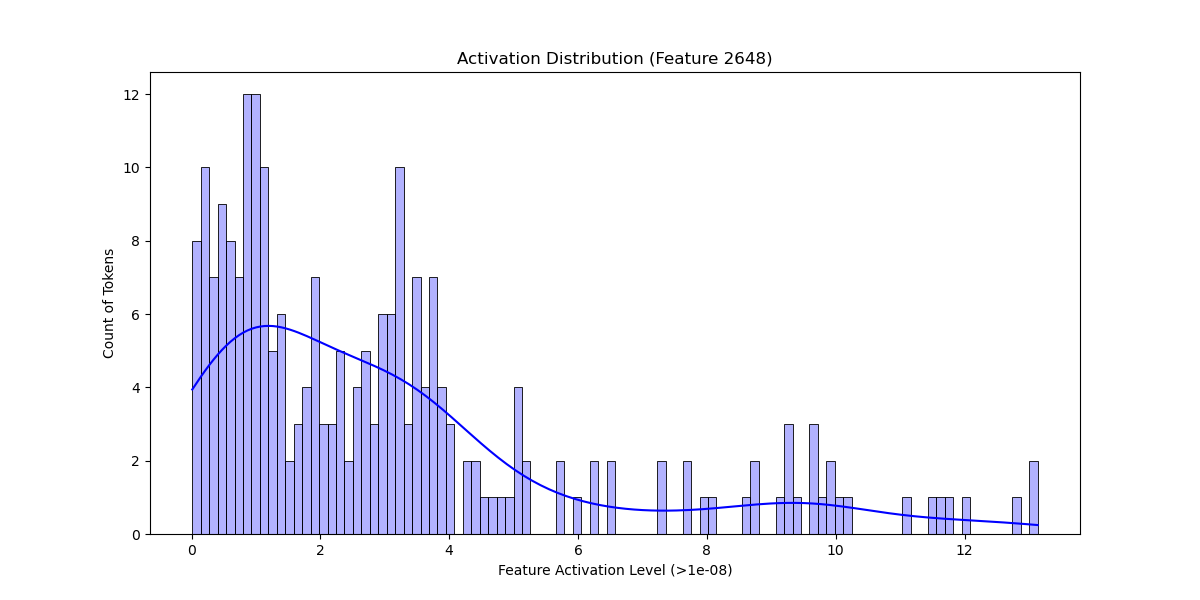 Activation Distribution (Feature 2648)
12
10
8
6
4
2
0
Count of Tokens
0 2 4 6 8 10 12
Feature Activation Level (>1e-08)